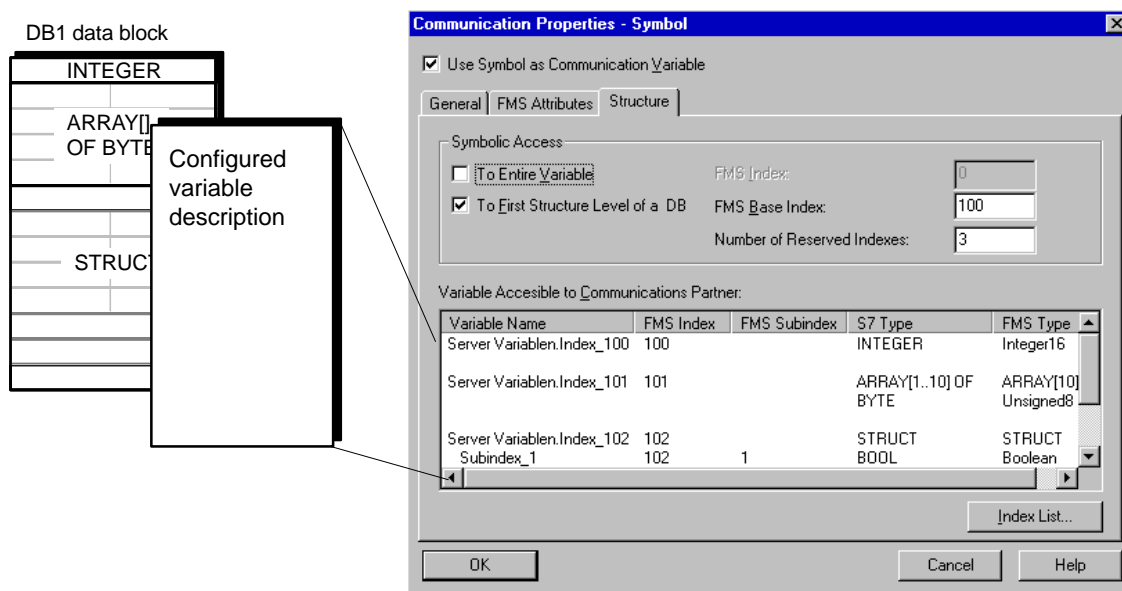 DB1 data block
INTEGER
ARRAY[]
OF BYTE
STRUCT
Configured
variable
description
Communication Properties - Symbol
Use Symbol as Communication Variable
General
FMS Attributes
Structure
Symbolic Access
To Entire Variable
FMS Index:
0
To First Structure Level of a DB
FMS Base Index:
100
Number of Reserved Indexes:
3
Variable Accesible to Communications Partner:
Variable Name FMS Index FMS Subindex S7 Type FMS Type
Server Variablen.Index_100 100 INTEGER Integer16
Server Variablen.Index_101 101 ARRAY[1..10] OF ARRAY[10]
BYTE Unsigned8
Server Variablen.Index_102 102 STRUCT STRUCT
Subindex_1 102 1 BOOL Boolean
Index List...
OK
Cancel
Help